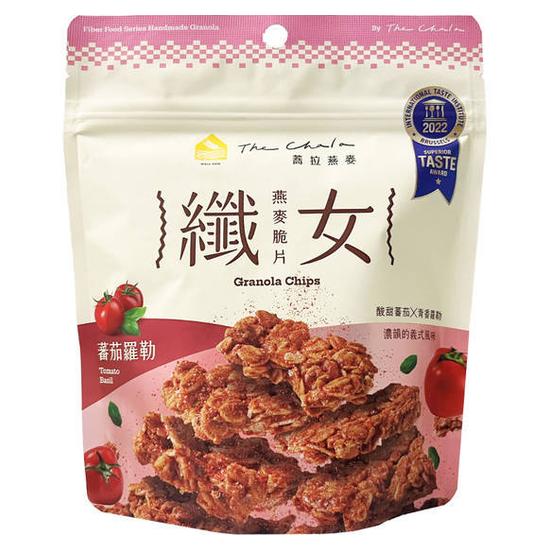 Fiber Food Series Handmade Granola
By The Chala
The Chala
蕎拉燕麥
INTERNATIONAL TASTE INSTITUTE
BRUSSELS
2022
SUPERIOR
TASTE
AWARD
纖女
燕麥脆片
Granola Chips
酸甜蕃茄X青香羅勒
濃韻的義式風味
蕃茄羅勒
Tomato
Basil